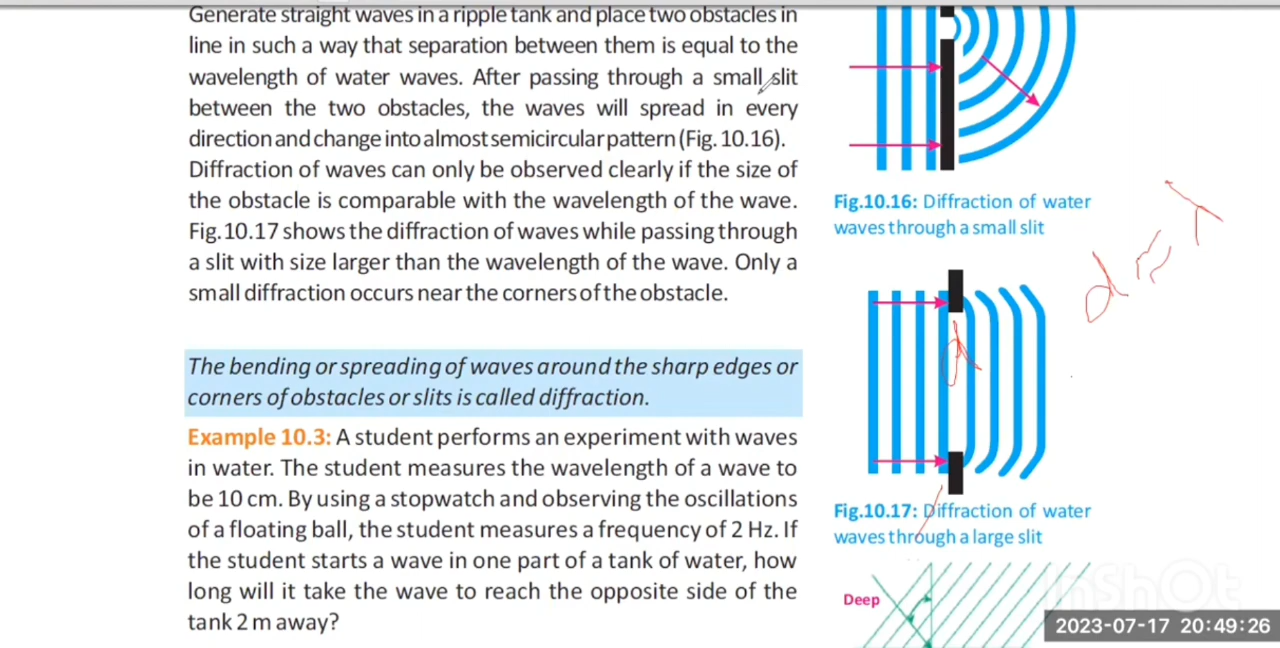 Generate straight waves in a ripple tank and place two obstacles in
line in such a way that separation between them is equal to the
wavelength of water waves. After passing through a small slit
between the two obstacles, the waves will spread in every
direction and change into almost semicircular pattern (Fig. 10.16).
Diffraction of waves can only be observed clearly if the size of
the obstacle is comparable with the wavelength of the wave.
Fig.10.17 shows the diffraction of waves while passing through
a slit with size larger than the wavelength of the wave. Only a
small diffraction occurs near the corners of the obstacle.
The bending or spreading of waves around the sharp edges or
corners of obstacles or slits is called diffraction.
Example 10.3: A student performs an experiment with waves
in water. The student measures the wavelength of a wave to
be 10 cm. By using a stopwatch and observing the oscillations
of a floating ball, the student measures a frequency of 2 Hz. If
the student starts a wave in one part of a tank of water, how
long will it take the wave to reach the opposite side of the
tank 2 m away?
Fig.10.16: Diffraction of water
waves through a small slit
d ≈ λ
d
Fig.10.17: Diffraction of water
waves through a large slit
Deep
InShOt
2023-07-17 20:49:26